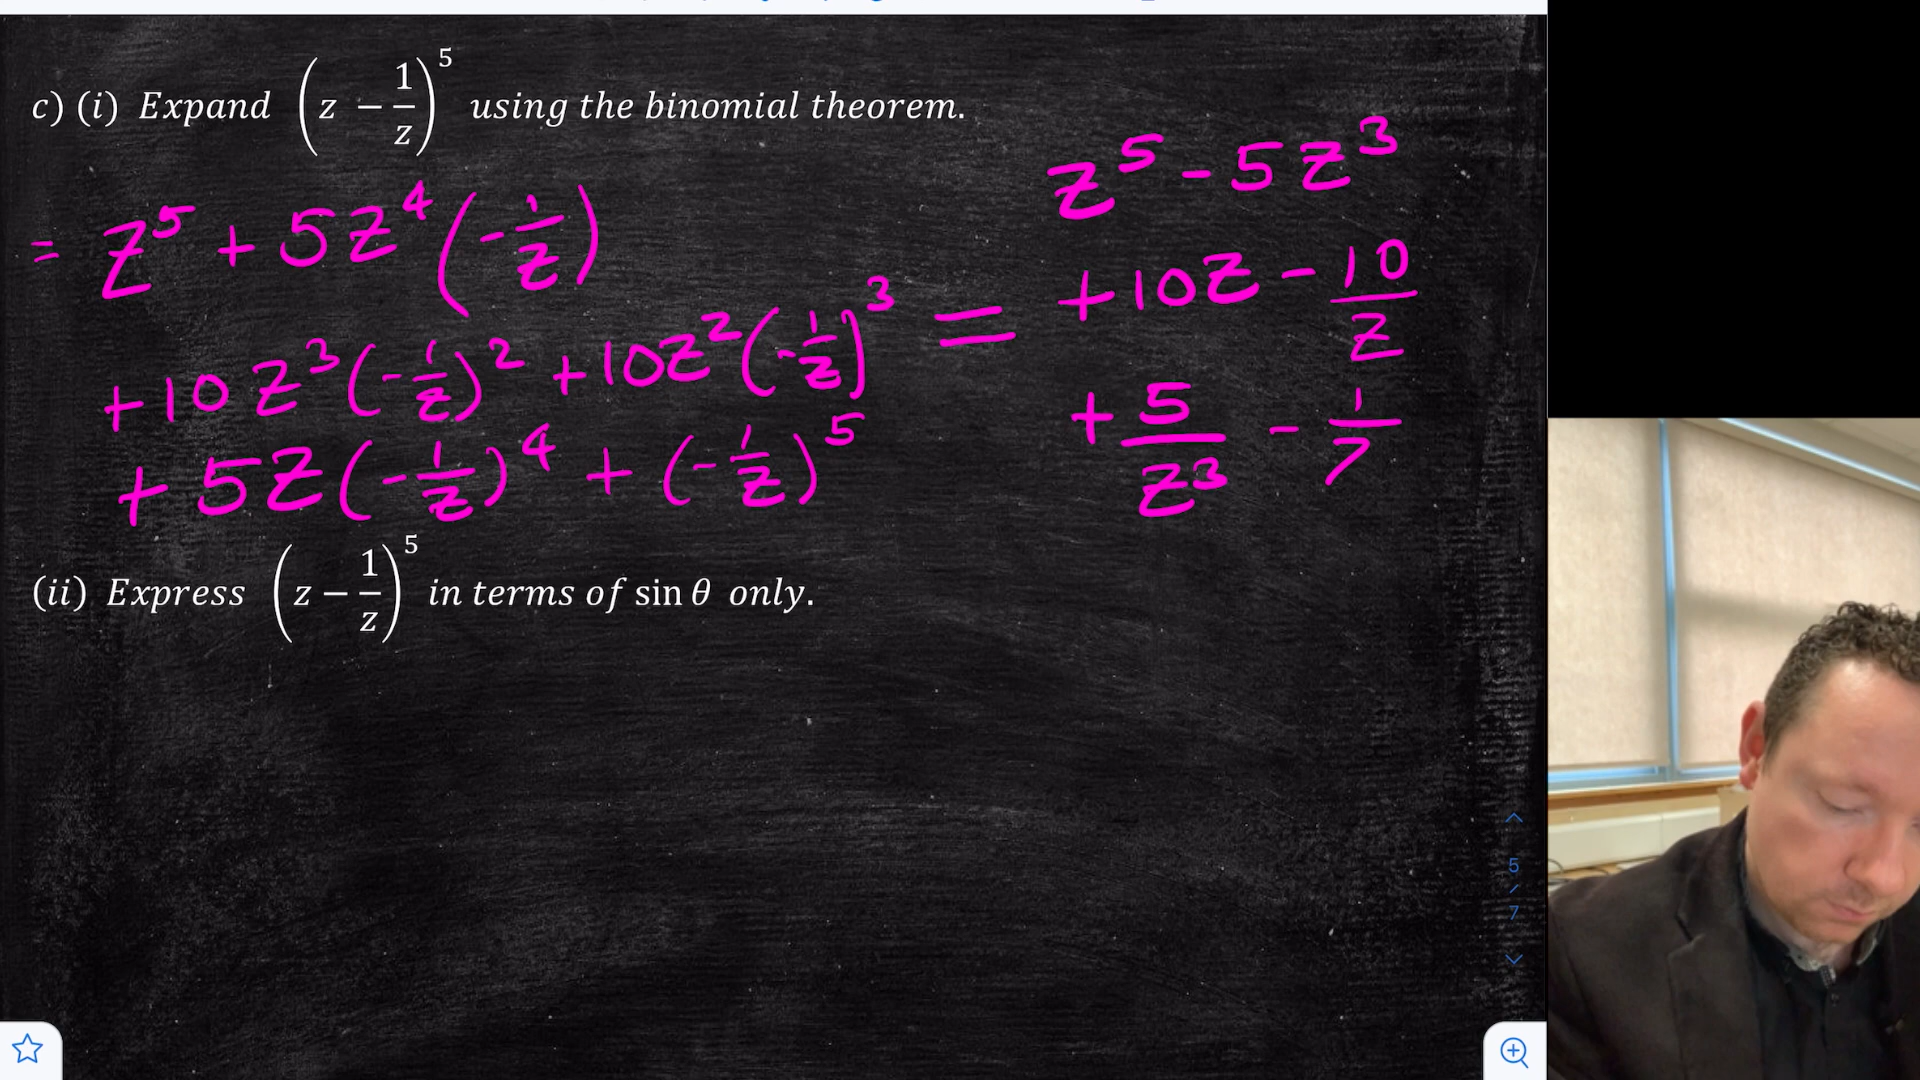 c) (i) Expand (z − 1/z)^5 using the binomial theorem.
= z^5 + 5z^4(-1/z)
+10z^3(-1/z)^2 + 10z^2(-1/z)^3
+ 5z(-1/z)^4 + (-1/z)^5
= z^5 - 5z^3
+10z - 10/z
+ 5/z^3 - 1/7
(ii) Express (z − 1/z)^5 in terms of sin θ only.
5
/
7